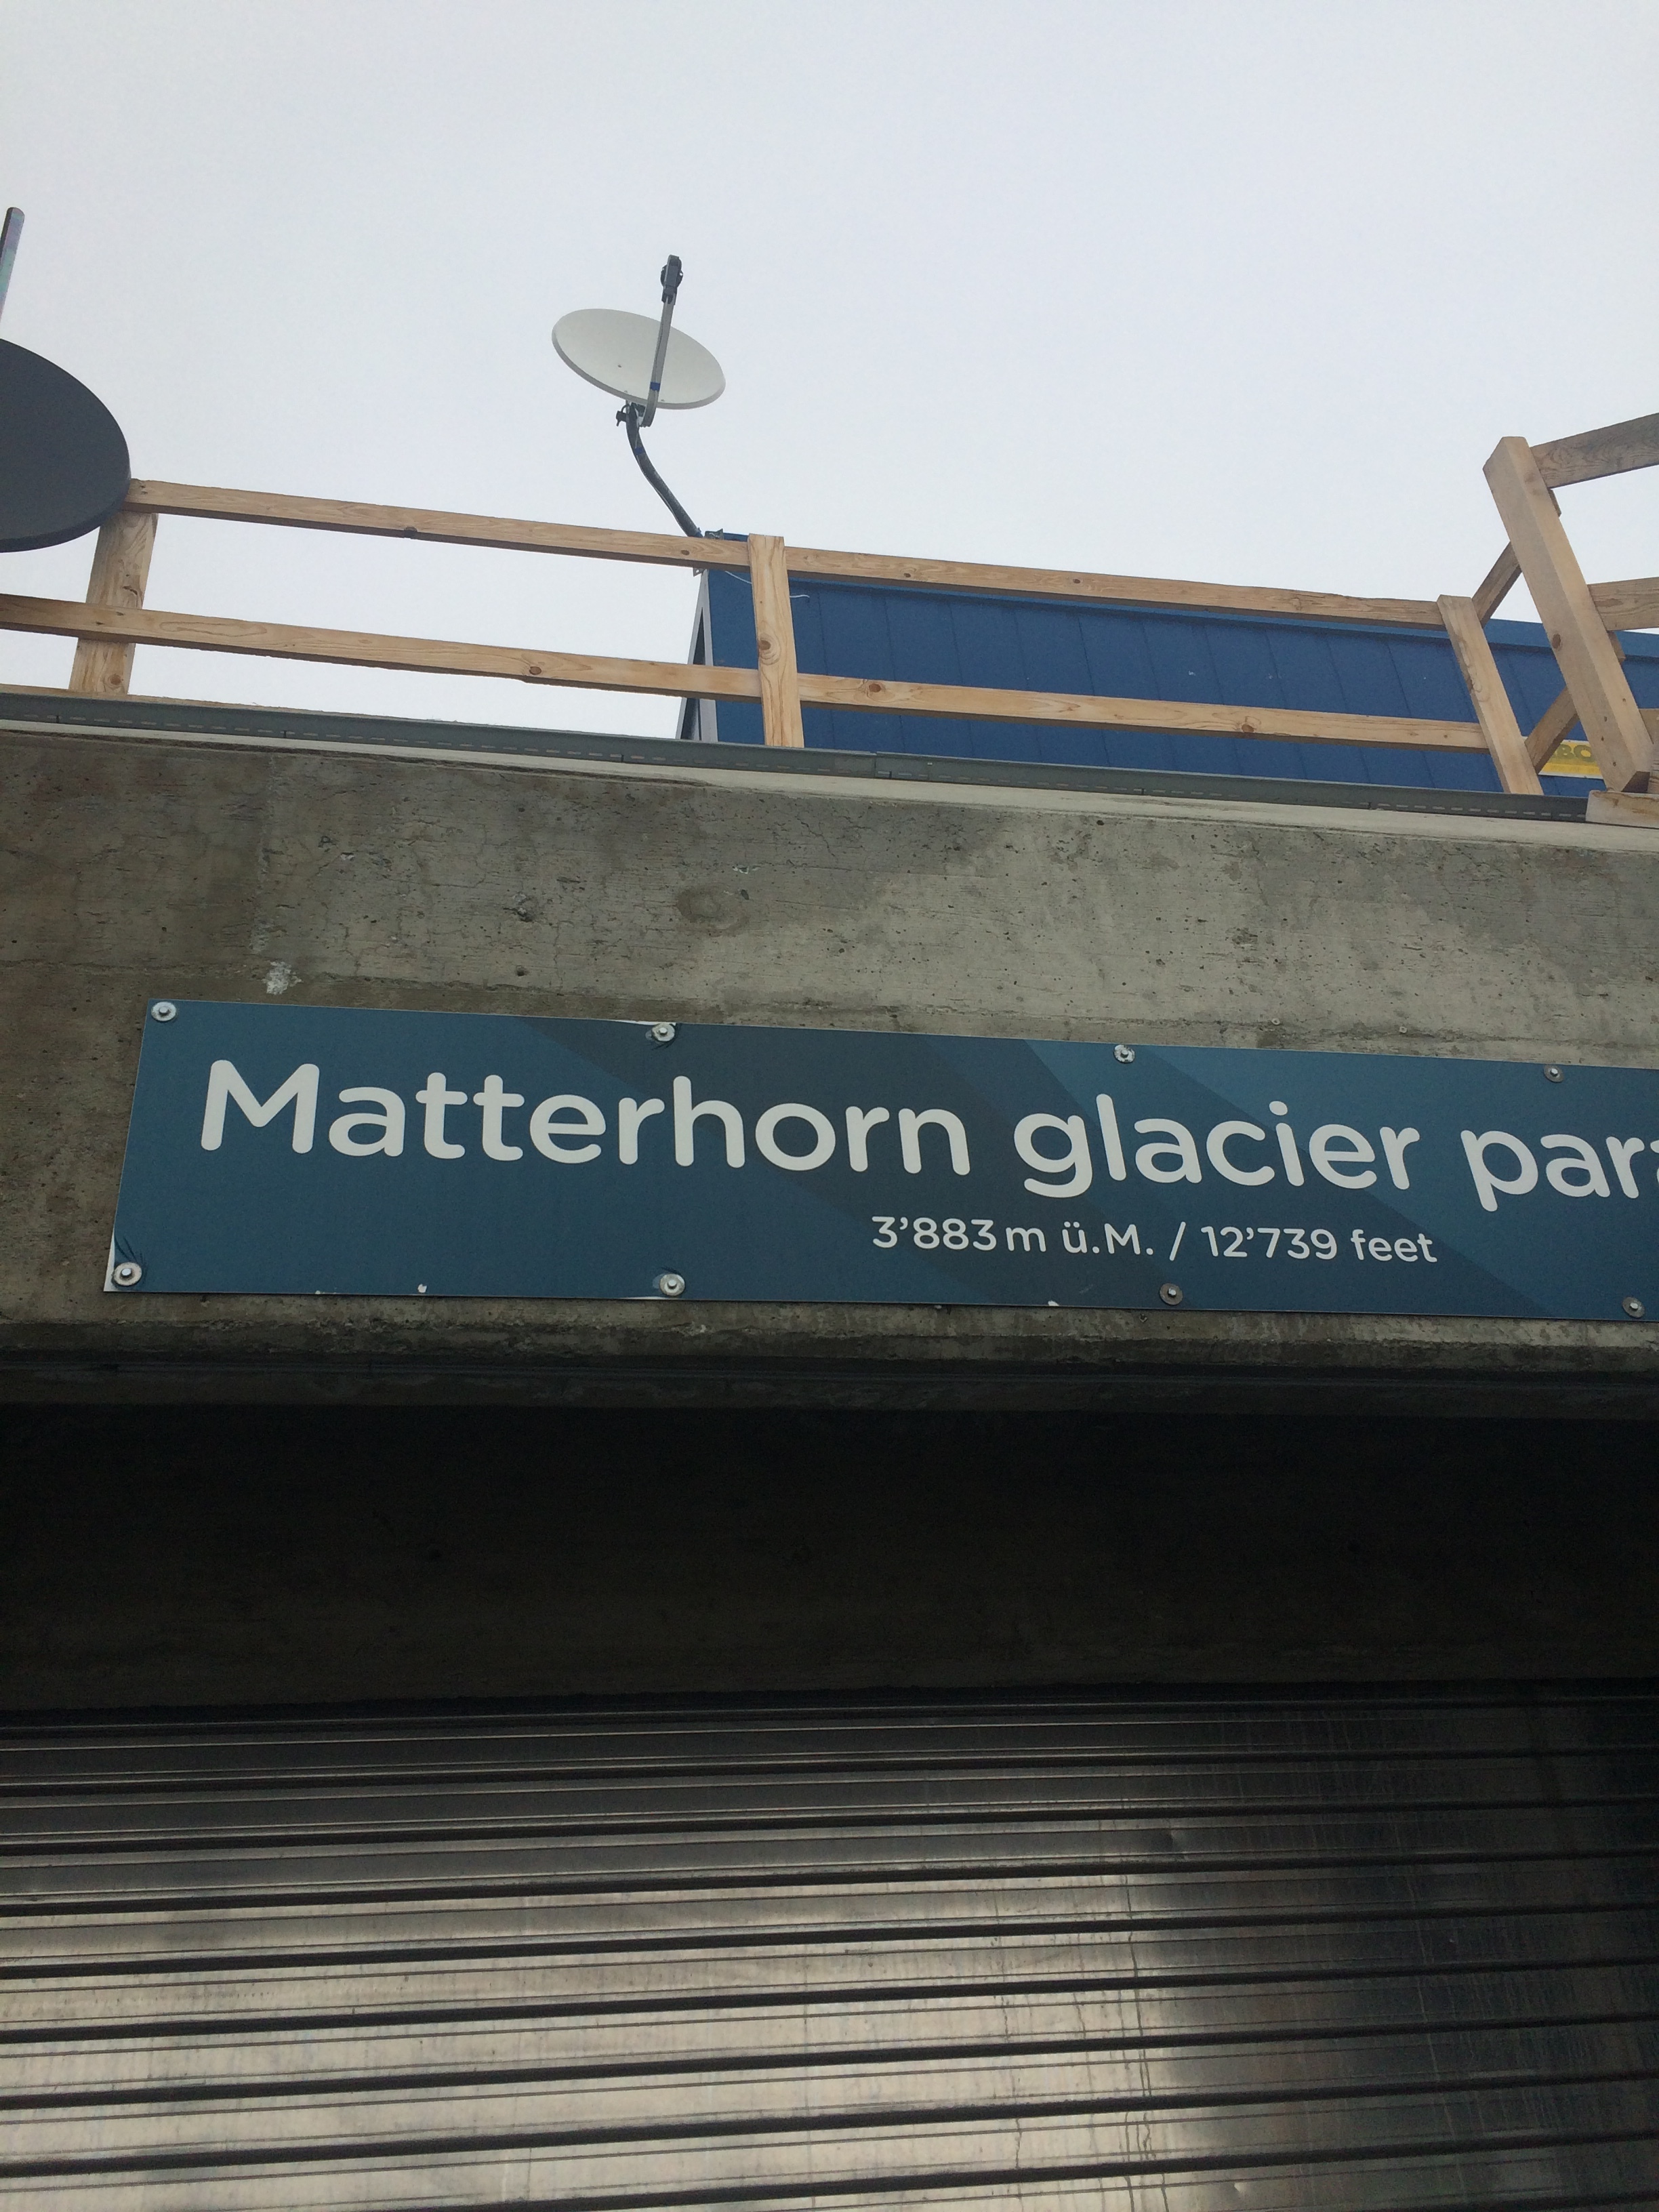 Matterhorn glacier par
3’883 m ü.M. / 12’739 feet